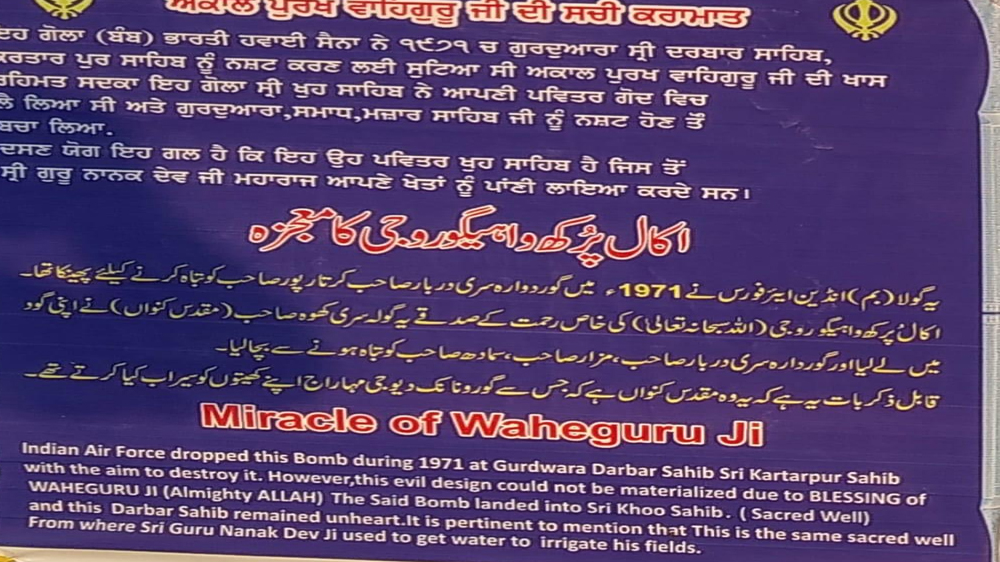 ਅਕਾਲ ਪੁਰਖ ਵਾਹਿਗੁਰੂ ਜੀ ਦੀ ਸਚੀ ਕਰਾਮਾਤ
ਇਹ ਗੋਲਾ (ਬੰਬ) ਭਾਰਤੀ ਹਵਾਈ ਸੈਨਾ ਨੇ ੧੯੭੧ ਚ ਗੁਰਦੁਆਰਾ ਸ੍ਰੀ ਦਰਬਾਰ ਸਾਹਿਬ,
ਕਰਤਾਰ ਪੁਰ ਸਾਹਿਬ ਨੂੰ ਨਸ਼ਟ ਕਰਣ ਲਈ ਸੁਟਿਆ ਸੀ ਅਕਾਲ ਪੁਰਖ ਵਾਹਿਗੁਰੂ ਜੀ ਦੀ ਖਾਸ
ਰਹਿਮਤ ਸਦਕਾ ਇਹ ਗੋਲਾ ਸ੍ਰੀ ਖੂਹ ਸਾਹਿਬ ਨੇ ਆਪਣੀ ਪਵਿਤਰ ਗੋਦ ਵਿਚ
ਲੈ ਲਿਆ ਸੀ ਅਤੇ ਗੁਰਦੁਆਰਾ,ਸਮਾਧ,ਮਜ਼ਾਰ ਸਾਹਿਬ ਜੀ ਨੂੰ ਨਸ਼ਟ ਹੋਣ ਤੌਂ
ਬਚਾ ਲਿਆ.
ਦਸਣ ਯੋਗ ਇਹ ਗਲ ਹੈ ਕਿ ਇਹ ਉਹ ਪਵਿਤਰ ਖੂਹ ਸਾਹਿਬ ਹੈ ਜਿਸ ਤੋਂ
ਸ੍ਰੀ ਗੁਰੂ ਨਾਨਕ ਦੇਵ ਜੀ ਮਹਾਰਾਜ ਆਪਣੇ ਖੇਤਾਂ ਨੂੰ ਪਾਂਣੀ ਲਾਇਆ ਕਰਦੇ ਸਨ।
اکال پُرکھ واہیگورو جی کا معجزہ
یہ گولا (بم) انڈین ایئر فورس نے 1971ء میں گوردوارہ سری دربار صاحب کرتار پور صاحب کو تباہ کرنے کیلئے پھینکا تھا۔
اکال پُرکھ واہیگورو جی (اللہ سبحانہ تعالیٰ) کی خاص رحمت کے صدقے یہ گولہ سری کھوہ صاحب (مقدس کنواں) نے اپنی گود
میں لے لیا اور گوردارہ سری دربار صاحب ، مزار صاحب ، سمادھ صاحب کو تباہ ہونے سے بچا لیا۔
قابل ذکر بات یہ ہے کہ یہ وہ مقدس کنواں ہے کہ جس سے گورونانک دیو جی مہاراج اپنے کھیتوں کو سیراب کیا کرتے تھے۔
Miracle of Waheguru Ji
Indian Air Force dropped this Bomb during 1971 at Gurdwara Darbar Sahib Sri Kartarpur Sahib
with the aim to destroy it. However,this evil design could not be materialized due to BLESSING of
WAHEGURU JI (Almighty ALLAH) The Said Bomb landed into Sri Khoo Sahib. ( Sacred Well)
and this Darbar Sahib remained unheart.It is pertinent to mention that This is the same sacred well
From where Sri Guru Nanak Dev Ji used to get water to irrigate his fields.